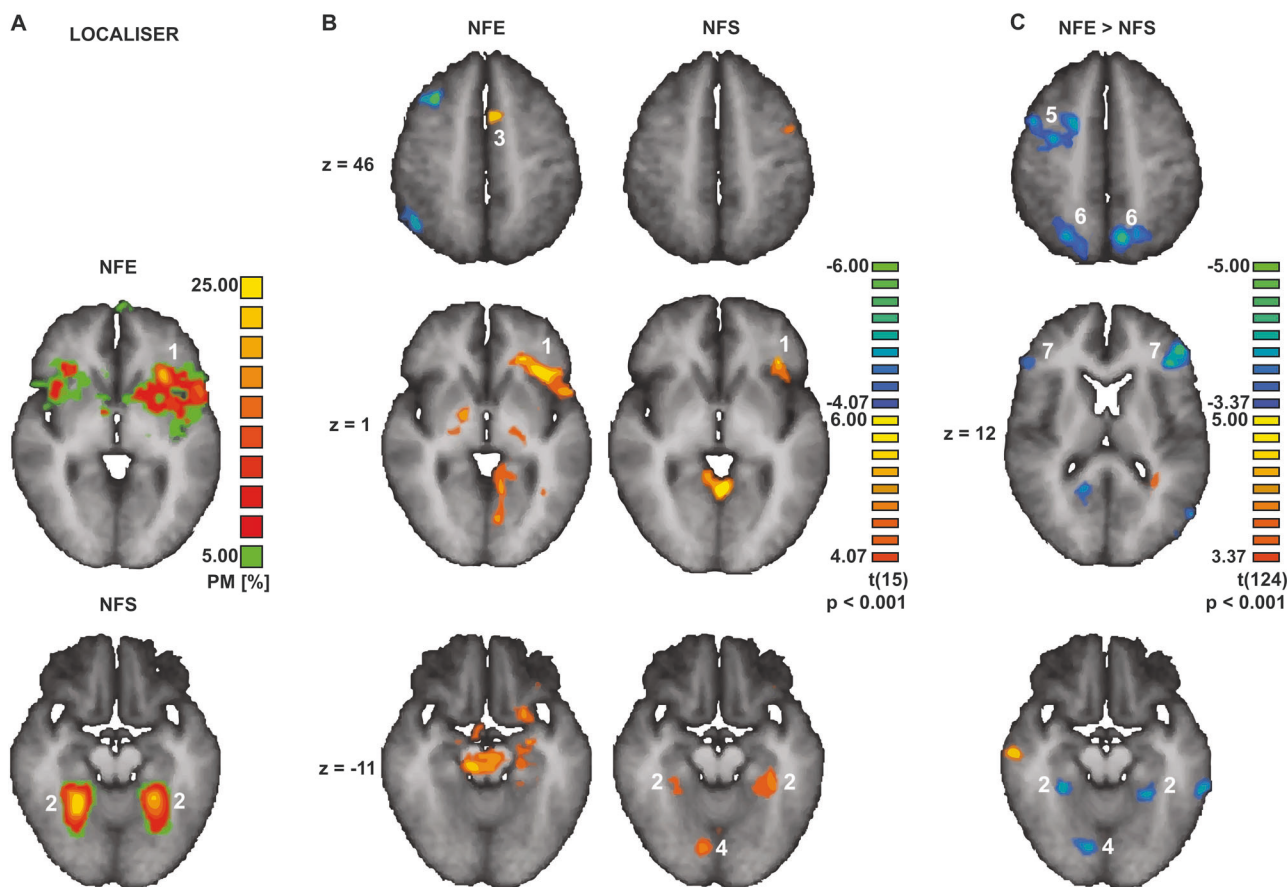 A
LOCALISER
B
NFE
NFS
C
NFE > NFS
z = 46
3
5
6
6
NFE
25.00
5.00
PM [%]
1
z = 1
1
1
-6.00
-4.07
6.00
4.07
t(15)
p < 0.001
z = 12
7
7
-5.00
-3.37
5.00
3.37
t(124)
p < 0.001
NFS
2
2
z = -11
2
2
4
2
2
4